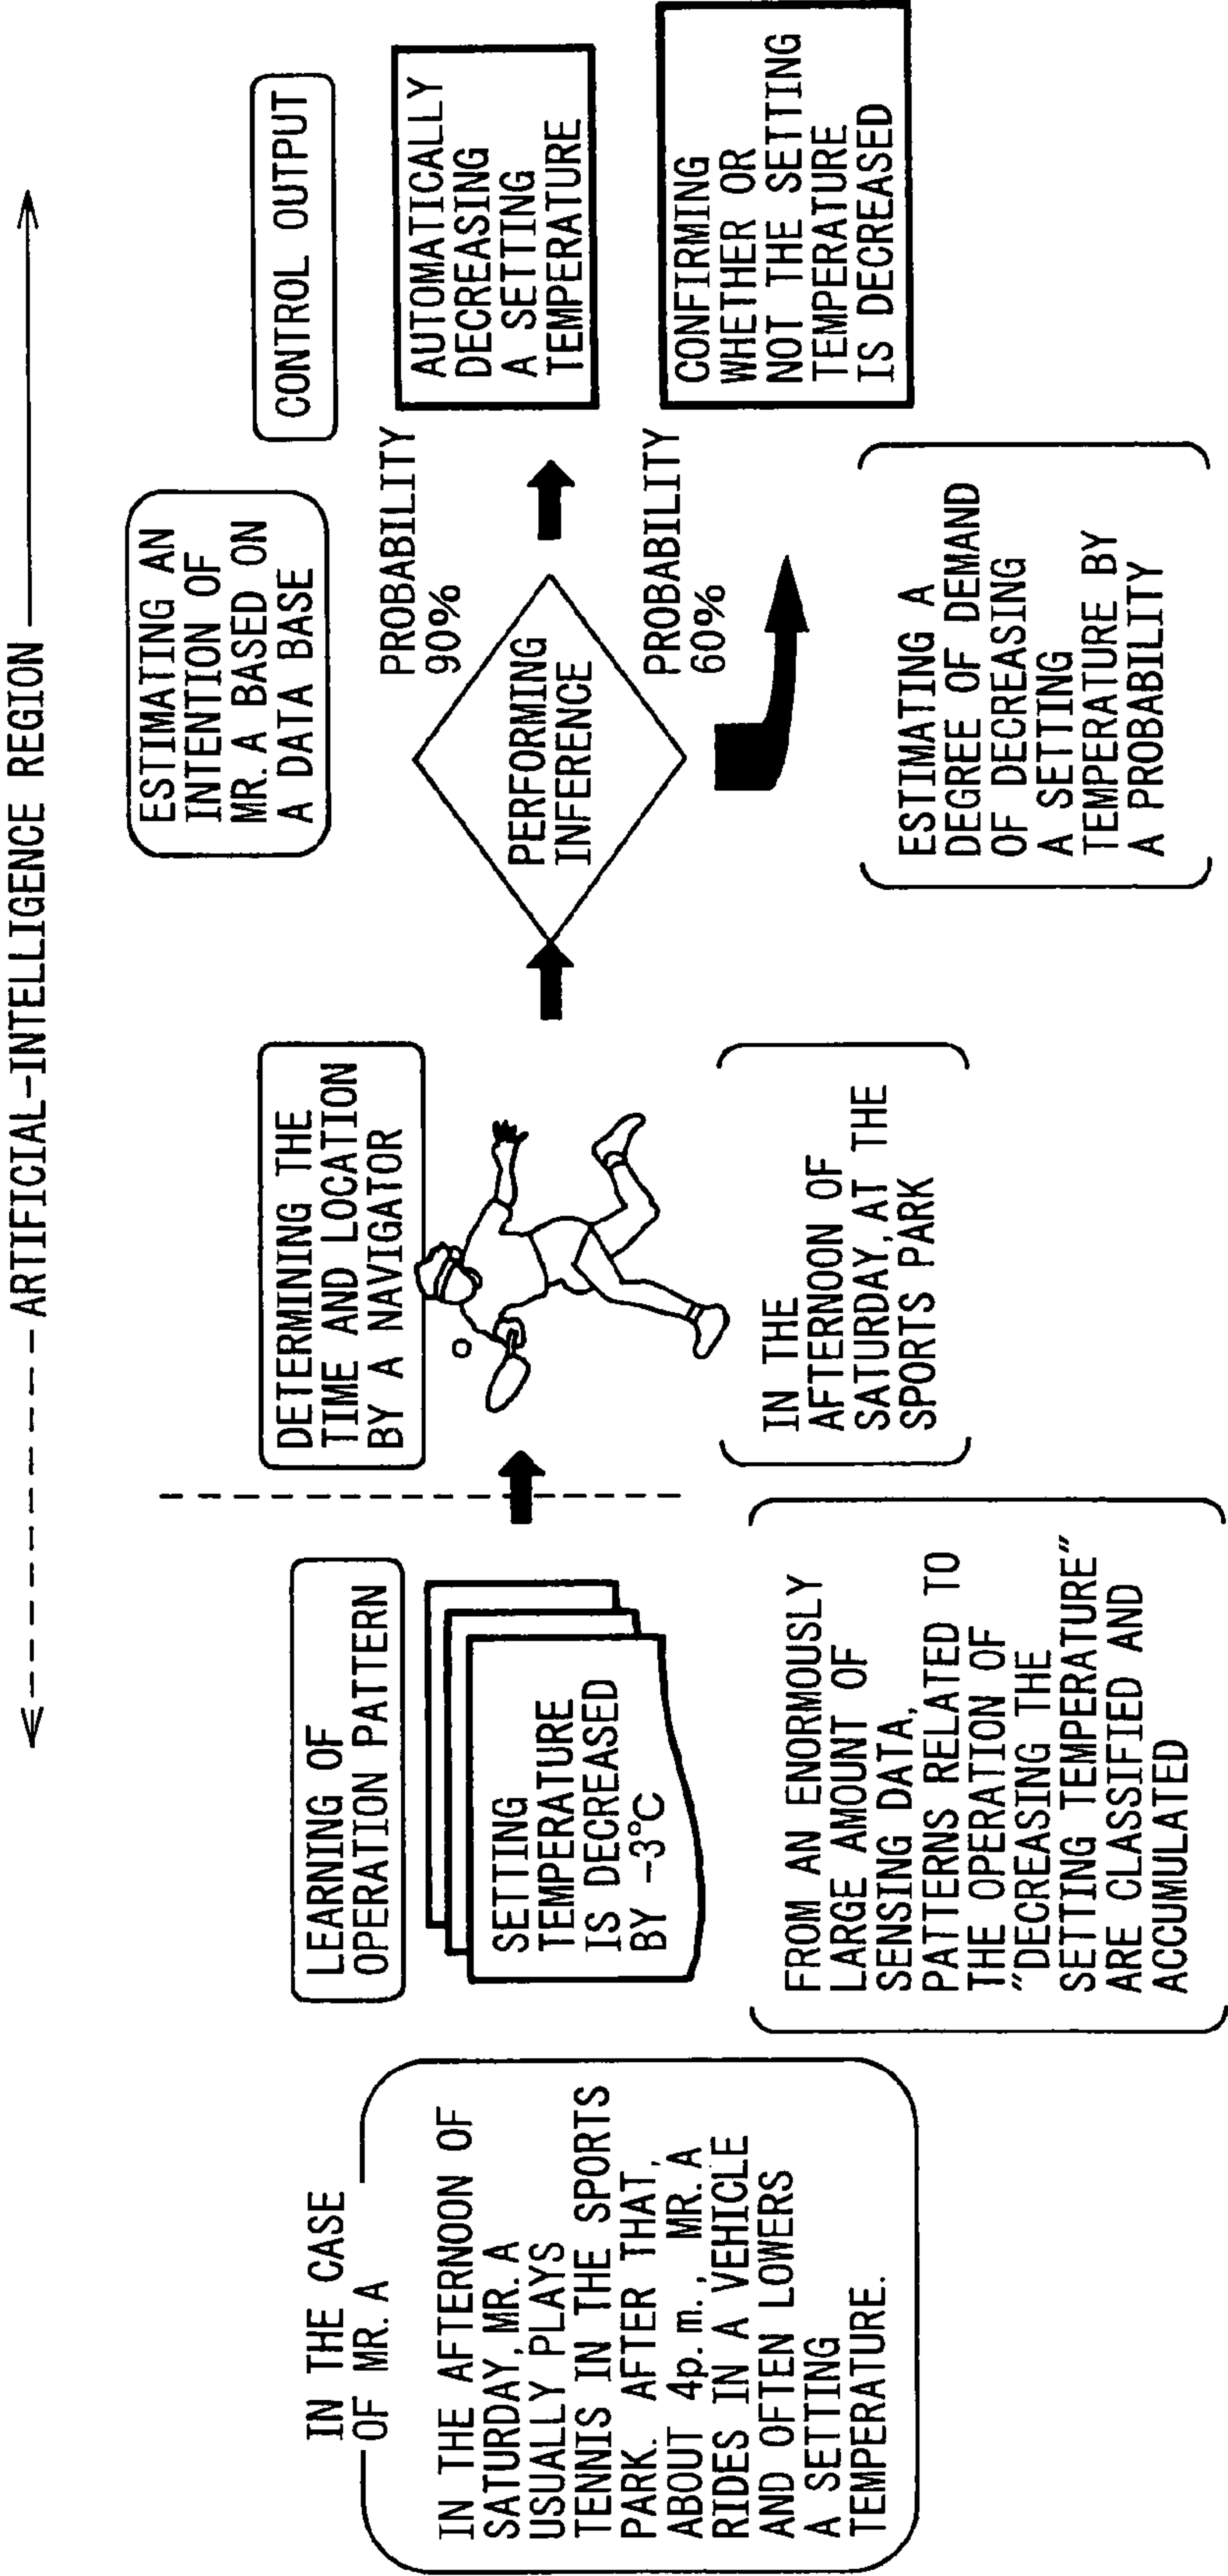 ARTIFICIAL-INTELLIGENCE REGION
IN THE CASE
OF MR. A
IN THE AFTERNOON OF
SATURDAY, MR. A
USUALLY PLAYS
TENNIS IN THE SPORTS
PARK. AFTER THAT,
ABOUT 4p.m., MR. A
RIDES IN A VEHICLE
AND OFTEN LOWERS
A SETTING
TEMPERATURE.
LEARNING OF
OPERATION PATTERN
SETTING
TEMPERATURE
IS DECREASED
BY -3°C
FROM AN ENORMOUSLY
LARGE AMOUNT OF
SENSING DATA,
PATTERNS RELATED TO
THE OPERATION OF
"DECREASING THE
SETTING TEMPERATURE"
ARE CLASSIFIED AND
ACCUMULATED
DETERMINING THE
TIME AND LOCATION
BY A NAVIGATOR
IN THE
AFTERNOON OF
SATURDAY, AT THE
SPORTS PARK
ESTIMATING AN
INTENTION OF
MR. A BASED ON
A DATA BASE
PERFORMING
INFERENCE
PROBABILITY
90%
PROBABILITY
60%
ESTIMATING A
DEGREE OF DEMAND
OF DECREASING
A SETTING
TEMPERATURE BY
A PROBABILITY
CONTROL OUTPUT
AUTOMATICALLY
DECREASING
A SETTING
TEMPERATURE
CONFIRMING
WHETHER OR
NOT THE SETTING
TEMPERATURE
IS DECREASED